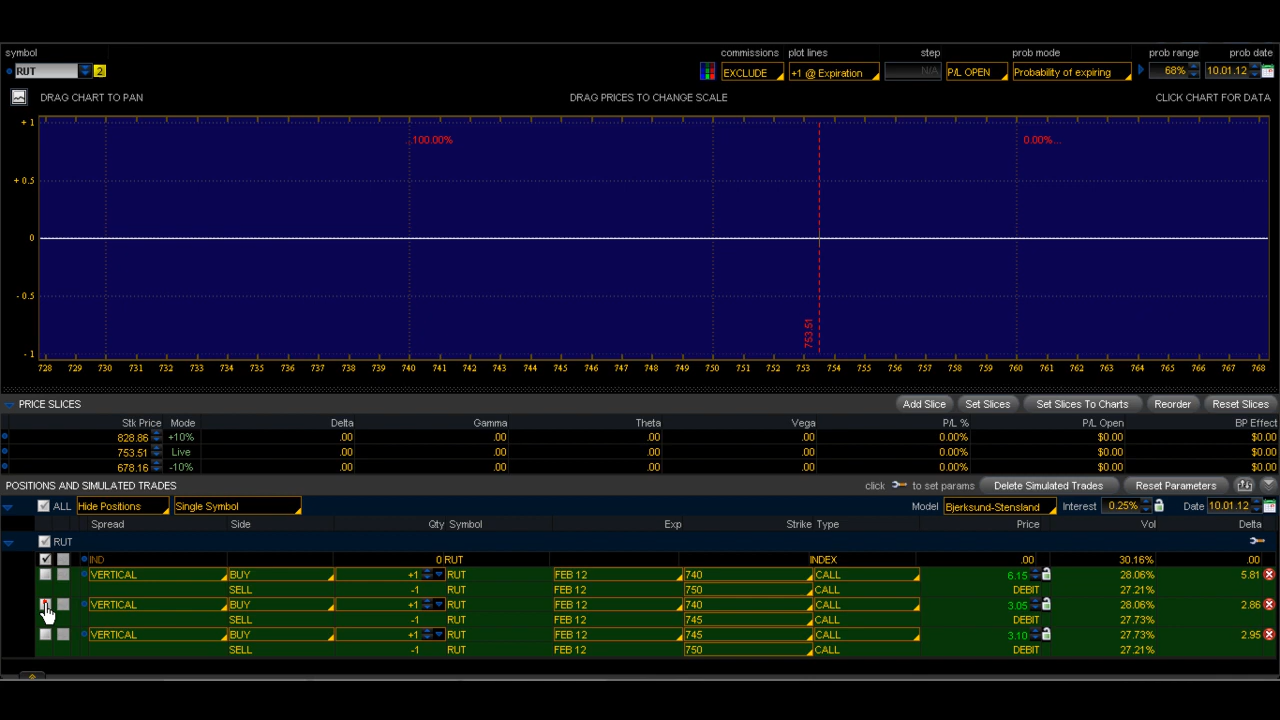 symbol commissions plot lines step prob mode prob range prob date
RUT 2 EXCLUDE +1 @ Expiration N/A P/L OPEN Probability of expiring 68% 10.01.12
DRAG CHART TO PAN DRAG PRICES TO CHANGE SCALE CLICK CHART FOR DATA
+ 1
...100.00% 0.00%...
+ 0.5
0
- 0.5
753.51
- 1
728 729 730 731 732 733 734 735 736 737 738 739 740 741 742 743 744 745 746 747 748 749 750 751 752 753 754 755 756 757 758 759 760 761 762 763 764 765 766 767 768
PRICE SLICES Add Slice Set Slices Set Slices To Charts Reorder Reset Slices
Stk Price Mode Delta Gamma Theta Vega P/L % P/L Open BP Effect
828.86 +10% .00 .00 .00 .00 0.00% $0.00 $0.00
753.51 Live .00 .00 .00 .00 0.00% $0.00 $0.00
678.16 -10% .00 .00 .00 .00 0.00% $0.00 $0.00
POSITIONS AND SIMULATED TRADES click to set params Delete Simulated Trades Reset Parameters
ALL Hide Positions Single Symbol Model Bjerksund-Stensland Interest 0.25% Date 10.01.12
Spread Side Qty Symbol Exp Strike Type Price Vol Delta
RUT
IND 0 RUT INDEX .00 30.16% .00
VERTICAL BUY +1 RUT FEB 12 740 CALL 6.15 28.06% 5.81
SELL -1 RUT FEB 12 750 CALL DEBIT 27.21%
VERTICAL BUY +1 RUT FEB 12 740 CALL 3.05 28.06% 2.86
SELL -1 RUT FEB 12 745 CALL DEBIT 27.73%
VERTICAL BUY +1 RUT FEB 12 745 CALL 3.10 27.73% 2.95
SELL -1 RUT FEB 12 750 CALL DEBIT 27.21%